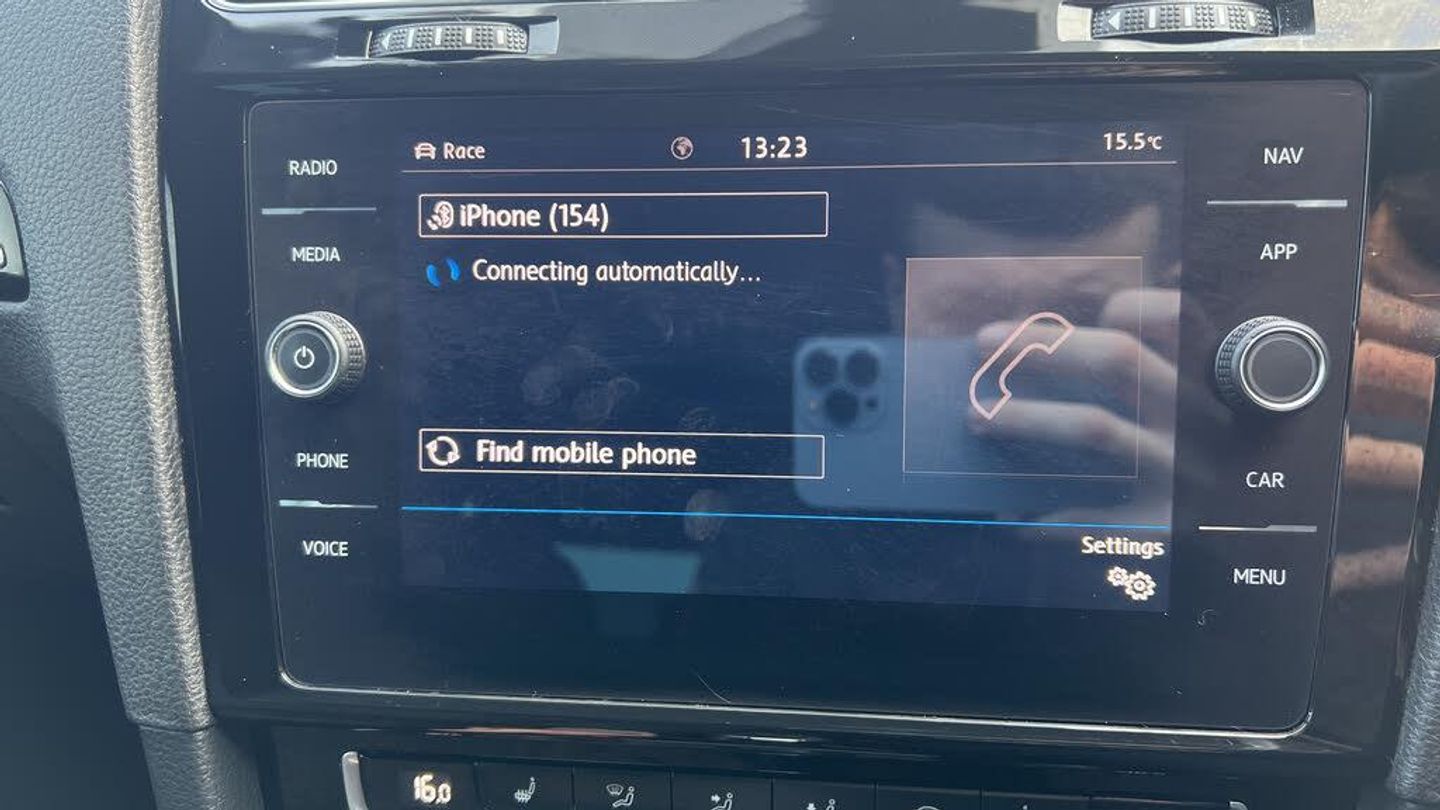 RADIO
MEDIA
PHONE
VOICE
Race
13:23
15.5°C
iPhone (154)
Connecting automatically...
Find mobile phone
Settings
NAV
APP
CAR
MENU
16.0